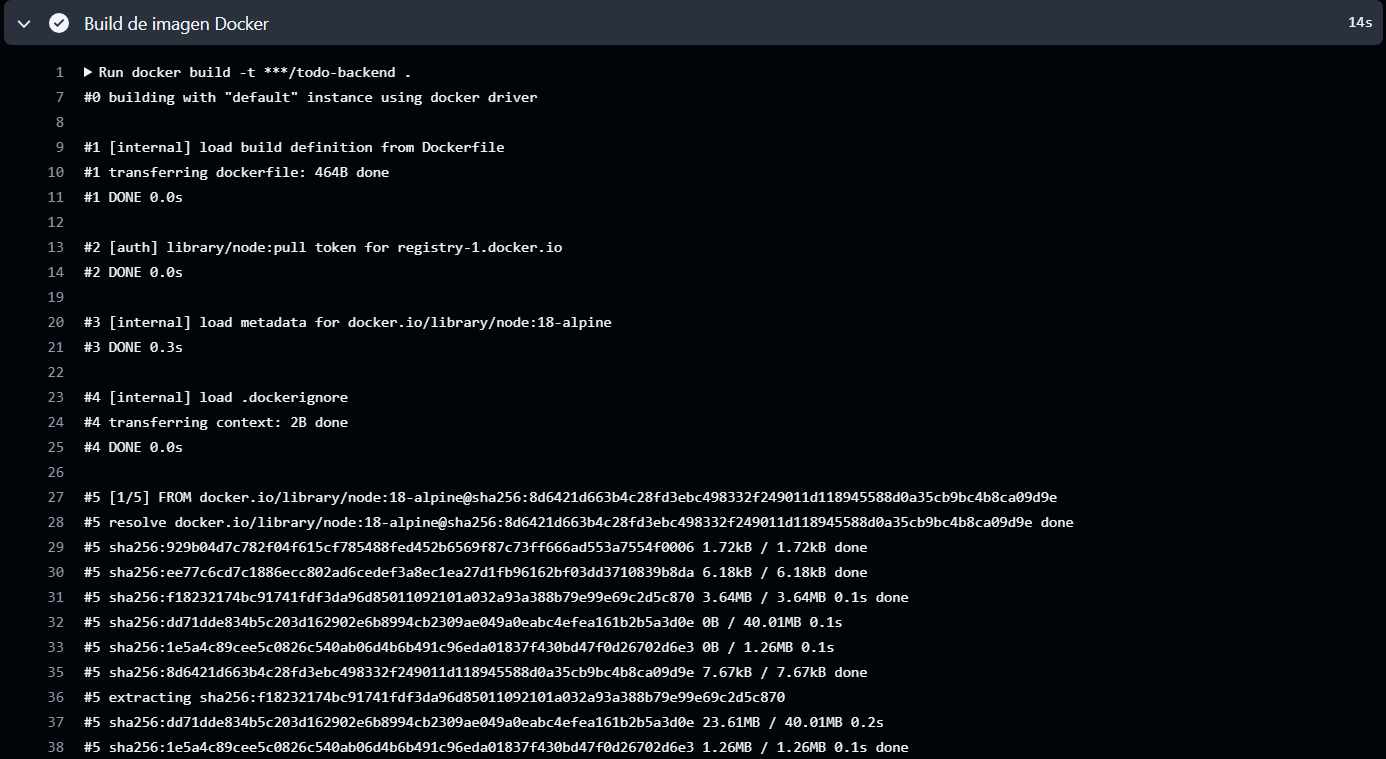 Build de imagen Docker 14s
1 Run docker build -t ***/todo-backend .
7 #0 building with "default" instance using docker driver
8
9 #1 [internal] load build definition from Dockerfile
10 #1 transferring dockerfile: 464B done
11 #1 DONE 0.0s
12
13 #2 [auth] library/node:pull token for registry-1.docker.io
14 #2 DONE 0.0s
19
20 #3 [internal] load metadata for docker.io/library/node:18-alpine
21 #3 DONE 0.3s
22
23 #4 [internal] load .dockerignore
24 #4 transferring context: 2B done
25 #4 DONE 0.0s
26
27 #5 [1/5] FROM docker.io/library/node:18-alpine@sha256:8d6421d663b4c28fd3ebc498332f249011d118945588d0a35cb9bc4b8ca09d9e
28 #5 resolve docker.io/library/node:18-alpine@sha256:8d6421d663b4c28fd3ebc498332f249011d118945588d0a35cb9bc4b8ca09d9e done
29 #5 sha256:929b04d7c782f04f615cf785488fed452b6569f87c73ff666ad553a7554f0006 1.72kB / 1.72kB done
30 #5 sha256:ee77c6cd7c1886ecc802ad6cedef3a8ec1ea27d1fb96162bf03dd3710839b8da 6.18kB / 6.18kB done
31 #5 sha256:f18232174bc91741fdf3da96d85011092101a032a93a388b79e99e69c2d5c870 3.64MB / 3.64MB 0.1s done
32 #5 sha256:dd71dde834b5c203d162902e6b8994cb2309ae049a0eabc4efea161b2b5a3d0e 0B / 40.01MB 0.1s
33 #5 sha256:1e5a4c89cee5c0826c540ab06d4b6b491c96eda01837f430bd47f0d26702d6e3 0B / 1.26MB 0.1s
35 #5 sha256:8d6421d663b4c28fd3ebc498332f249011d118945588d0a35cb9bc4b8ca09d9e 7.67kB / 7.67kB done
36 #5 extracting sha256:f18232174bc91741fdf3da96d85011092101a032a93a388b79e99e69c2d5c870
37 #5 sha256:dd71dde834b5c203d162902e6b8994cb2309ae049a0eabc4efea161b2b5a3d0e 23.61MB / 40.01MB 0.2s
38 #5 sha256:1e5a4c89cee5c0826c540ab06d4b6b491c96eda01837f430bd47f0d26702d6e3 1.26MB / 1.26MB 0.1s done